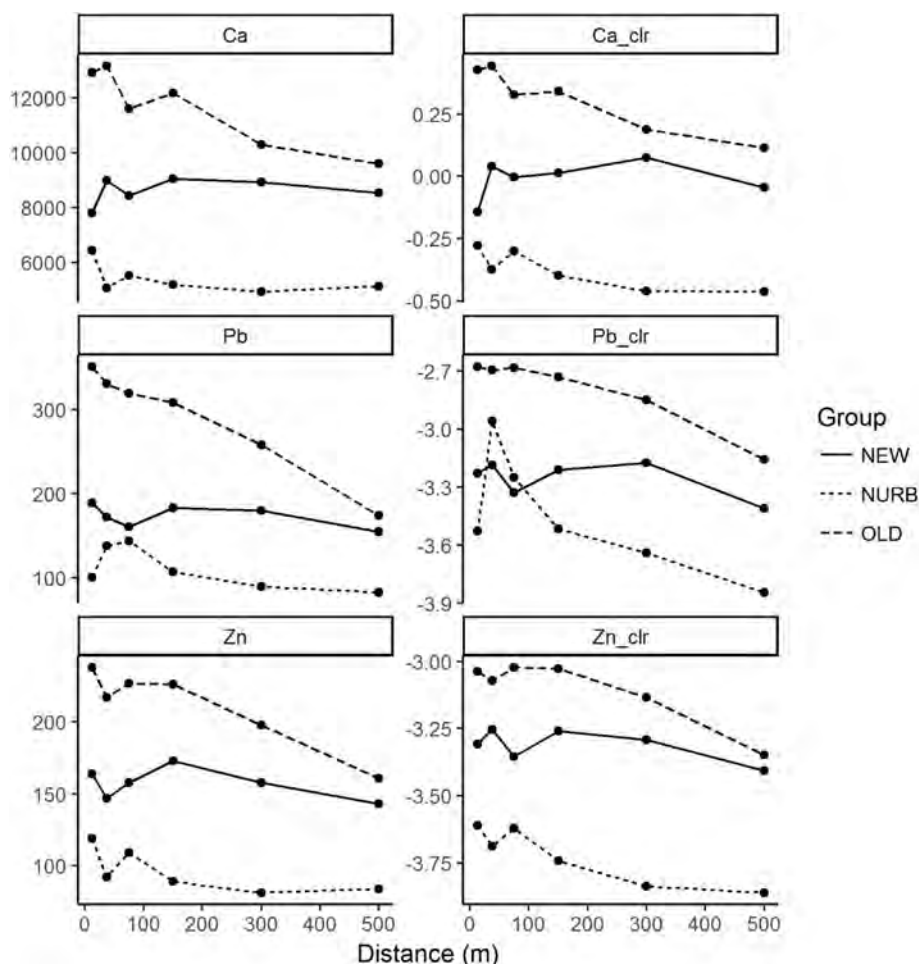 Ca
Ca_clr
12000
10000
8000
6000
0.25
0.00
-0.25
-0.50
Pb
Pb_clr
300
200
100
-2.7
-3.0
-3.3
-3.6
-3.9
Group
NEW
NURB
OLD
Zn
Zn_clr
200
150
100
-3.00
-3.25
-3.50
-3.75
0 100 200 300 400 500
0 100 200 300 400 500
Distance (m)